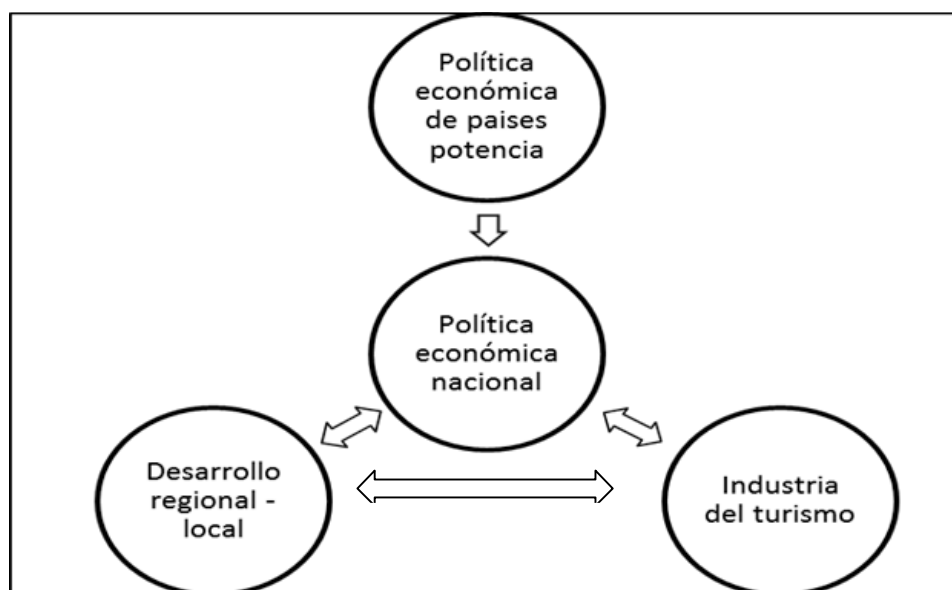 Política
económica
de paises
potencia
Política
económica
nacional
Desarrollo
regional -
local
Industria
del turismo